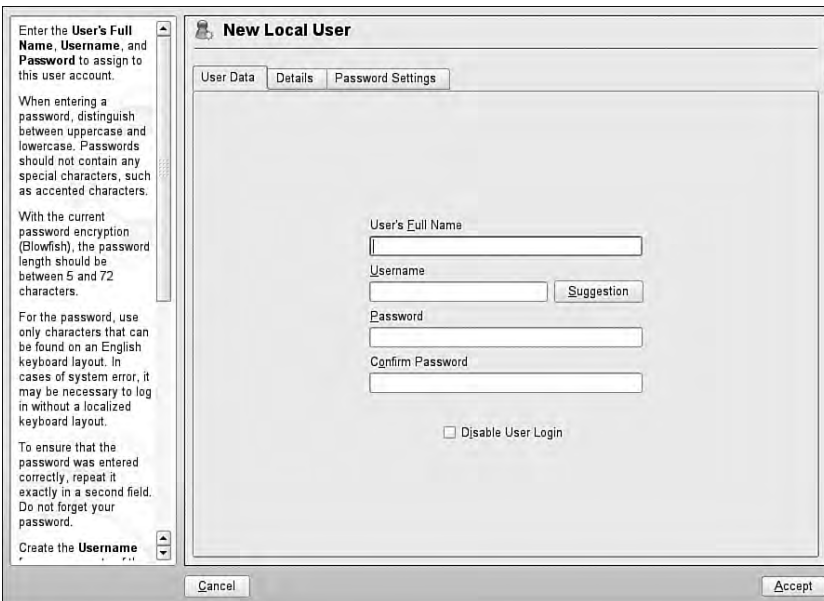 Enter the User's Full
Name, Username, and
Password to assign to
this user account.
When entering a
password, distinguish
between uppercase and
lowercase. Passwords
should not contain any
special characters, such
as accented characters.
With the current
password encryption
(Blowfish), the password
length should be
between 5 and 72
characters.
For the password, use
only characters that can
be found on an English
keyboard layout. In
cases of system error, it
may be necessary to log
in without a localized
keyboard layout.
To ensure that the
password was entered
correctly, repeat it
exactly in a second field.
Do not forget your
password.
Create the Username
New Local User
User Data Details Password Settings
User's Full Name
Username
Suggestion
Password
Confirm Password
Disable User Login
Cancel Accept